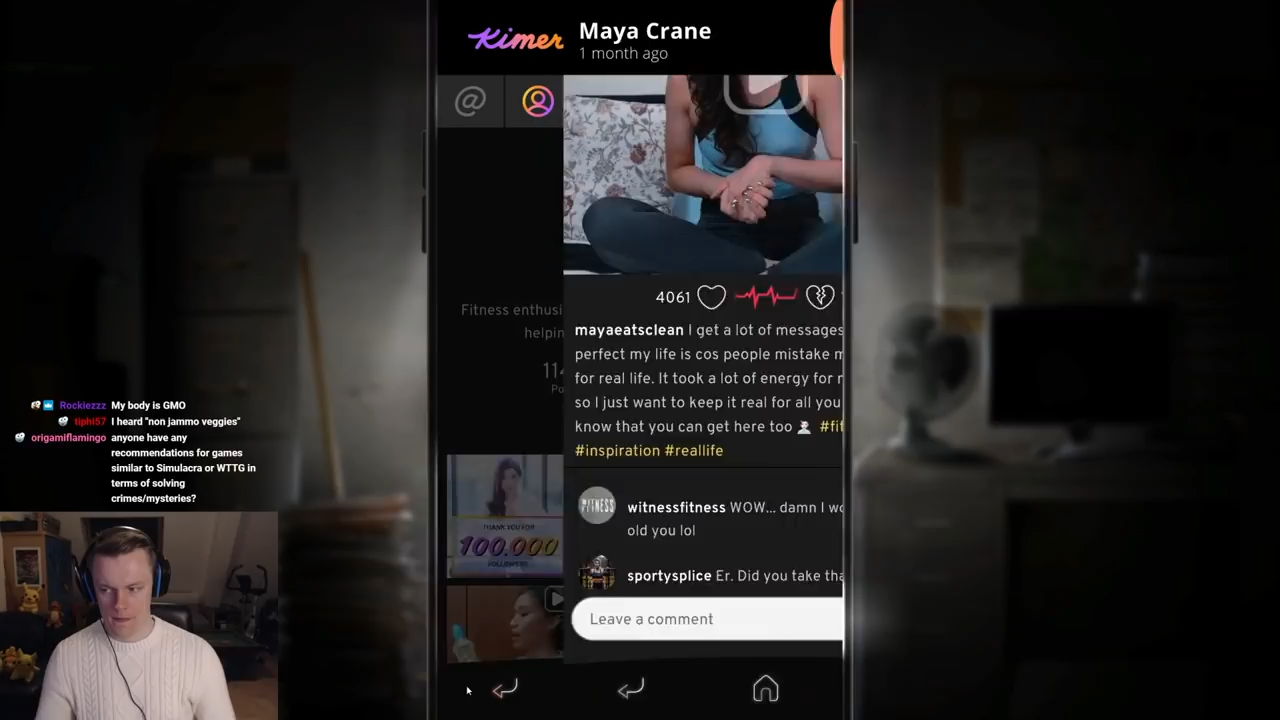 Kimer
Maya Crane
1 month ago
@
Fitness enthusi
helpin
114
Po
4061
mayaeatsclean I get a lot of messages
perfect my life is cos people mistake m
for real life. It took a lot of energy for r
so I just want to keep it real for all you
know that you can get here too #fit
#inspiration #reallife
THANK YOU FOR
100.000
FOLLOWERS
FITNESS
witnessfitness WOW... damn I wo
old you lol
sportysplice Er. Did you take tha
Leave a comment
Rockiezzz My body is GMO
tiphi57 I heard "non jammo veggies"
origamiflamingo anyone have any
recommendations for games
similar to Simulacra or WTTG in
terms of solving
crimes/mysteries?